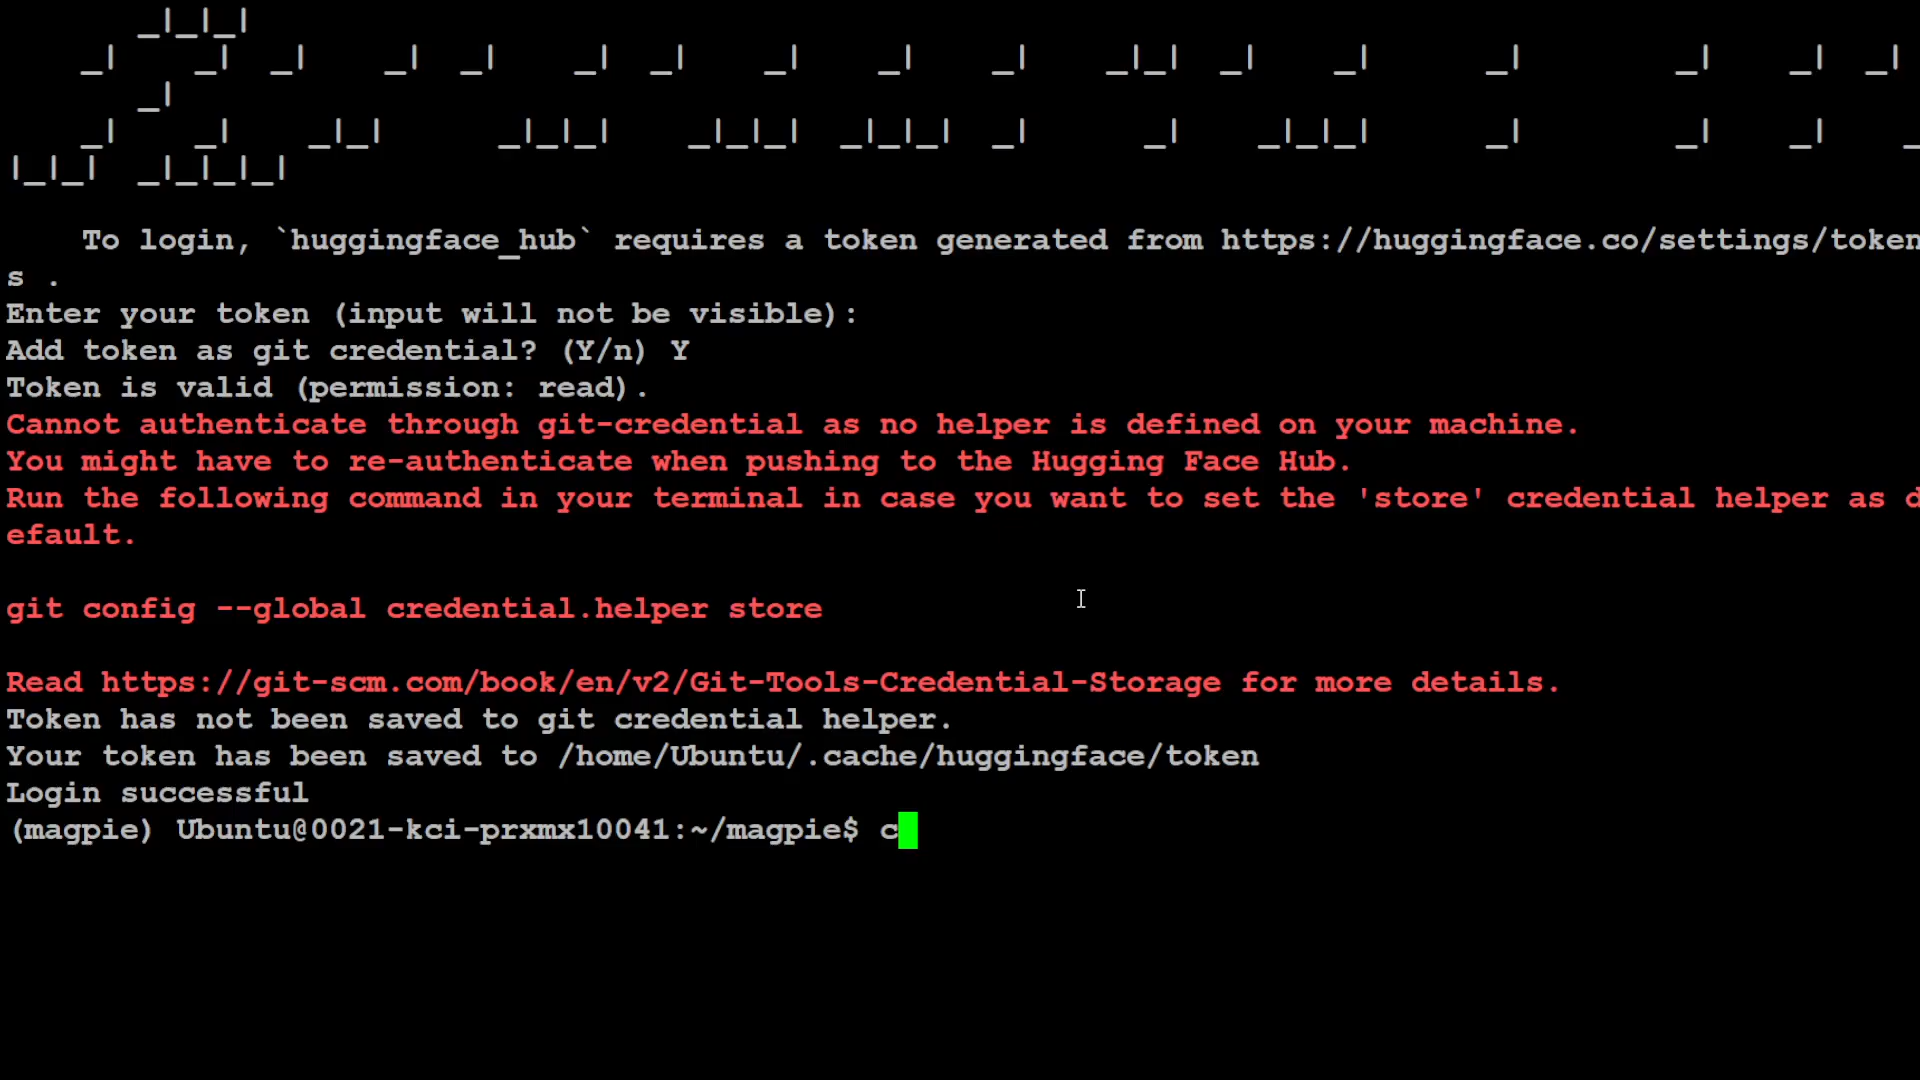 _|_|_|
_|    _|  _|    _|  _|    _|  _|    _|    _|    _|    _|_|  _|    _|      _|        _|    _|  _|
_|
_|    _|    _|_|      _|_|_|    _|_|_|  _|_|_|  _|      _|    _|_|_|      _|        _|    _|    _
|_|_|  _|_|_|_|
To login, `huggingface_hub` requires a token generated from https://huggingface.co/settings/token
s .
Enter your token (input will not be visible):
Add token as git credential? (Y/n) Y
Token is valid (permission: read).
Cannot authenticate through git-credential as no helper is defined on your machine.
You might have to re-authenticate when pushing to the Hugging Face Hub.
Run the following command in your terminal in case you want to set the 'store' credential helper as d
efault.
git config --global credential.helper store
Read https://git-scm.com/book/en/v2/Git-Tools-Credential-Storage for more details.
Token has not been saved to git credential helper.
Your token has been saved to /home/Ubuntu/.cache/huggingface/token
Login successful
(magpie) Ubuntu@0021-kci-prxmx10041:~/magpie$ c